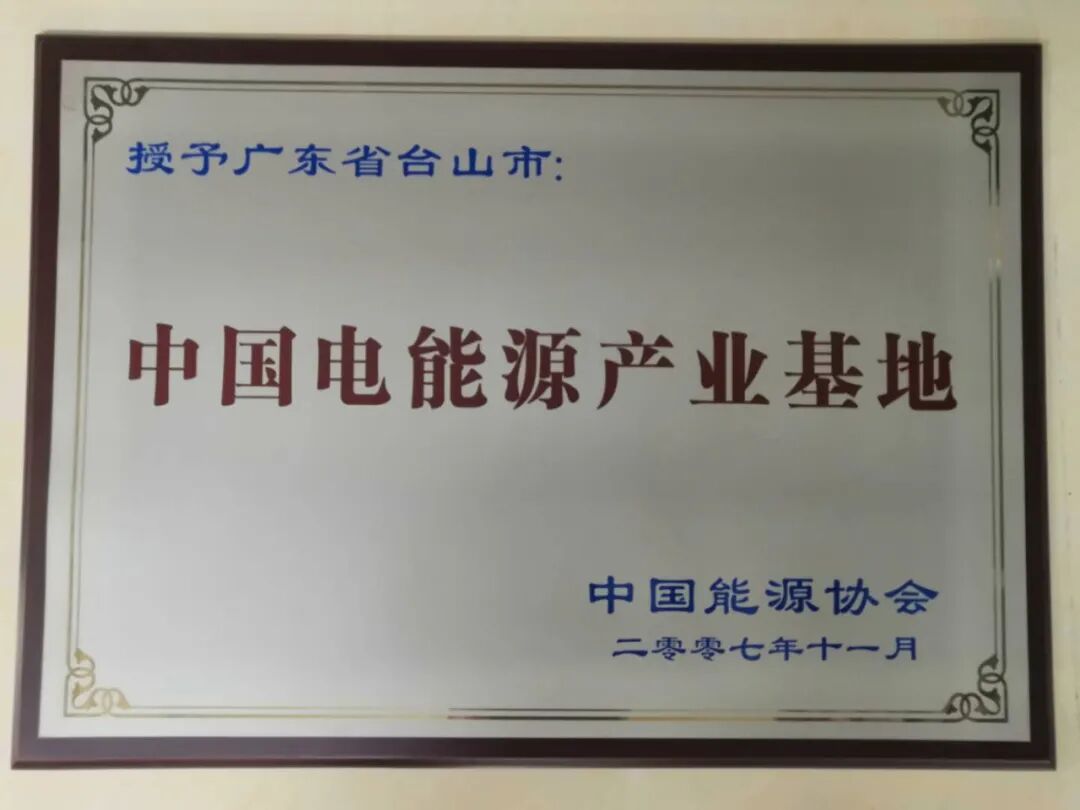 授予广东省台山市:
中国电能源产业基地
中国能源协会
二零零七年十一月